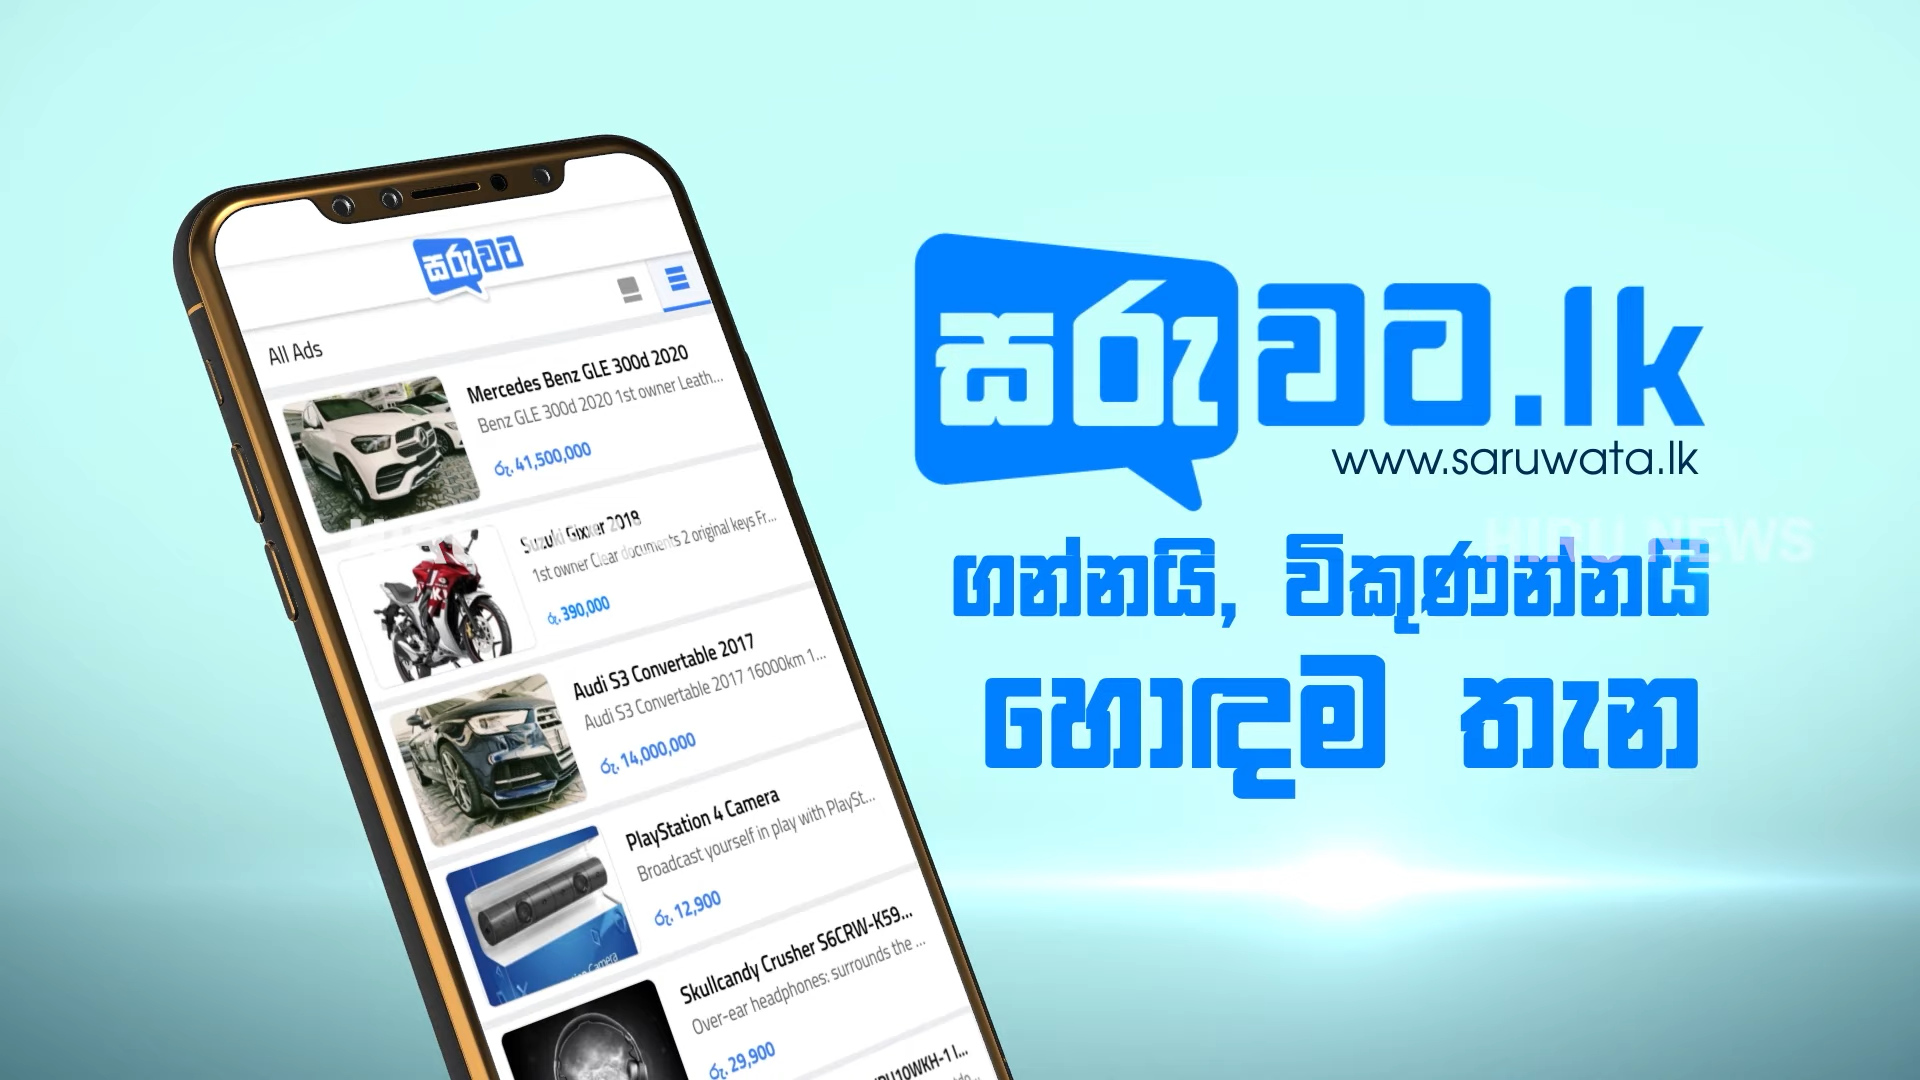 සරුවට
All Ads
Mercedes Benz GLE 300d 2020
Benz GLE 300d 2020 1st owner Leath...
රු. 41,500,000
Suzuki Gixxer 2018
1st owner Clear documents 2 original keys Fr...
රු. 390,000
Audi S3 Convertable 2017
Audi S3 Convertable 2017 16000km 1...
රු. 14,000,000
PlayStation 4 Camera
Broadcast yourself in play with PlaySt...
රු. 12,900
Skullcandy Crusher S6CRW-K59...
Over-ear headphones: surrounds the ...
රු. 29,900
සරුවට.lk
www.saruwata.lk
HIRU NEWS
ගන්නයි, විකුණන්නයි
හොඳම තැන